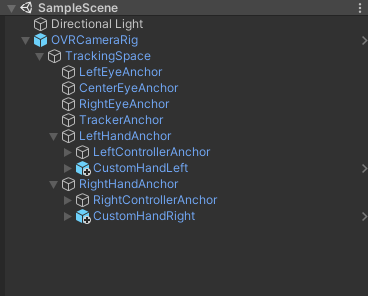 SampleScene
Directional Light
OVRCameraRig
TrackingSpace
LeftEyeAnchor
CenterEyeAnchor
RightEyeAnchor
TrackerAnchor
LeftHandAnchor
LeftControllerAnchor
CustomHandLeft
RightHandAnchor
RightControllerAnchor
CustomHandRight